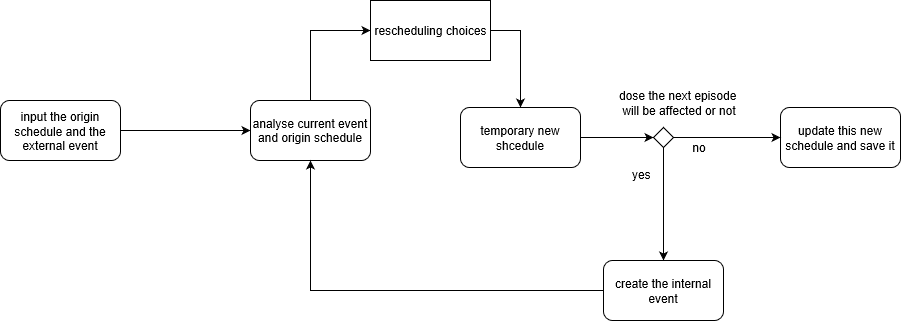 rescheduling choices
input the origin
schedule and the
external event
analyse current event
and origin schedule
temporary new
shcedule
dose the next episode
will be affected or not
no
yes
update this new
schedule and save it
create the internal
event